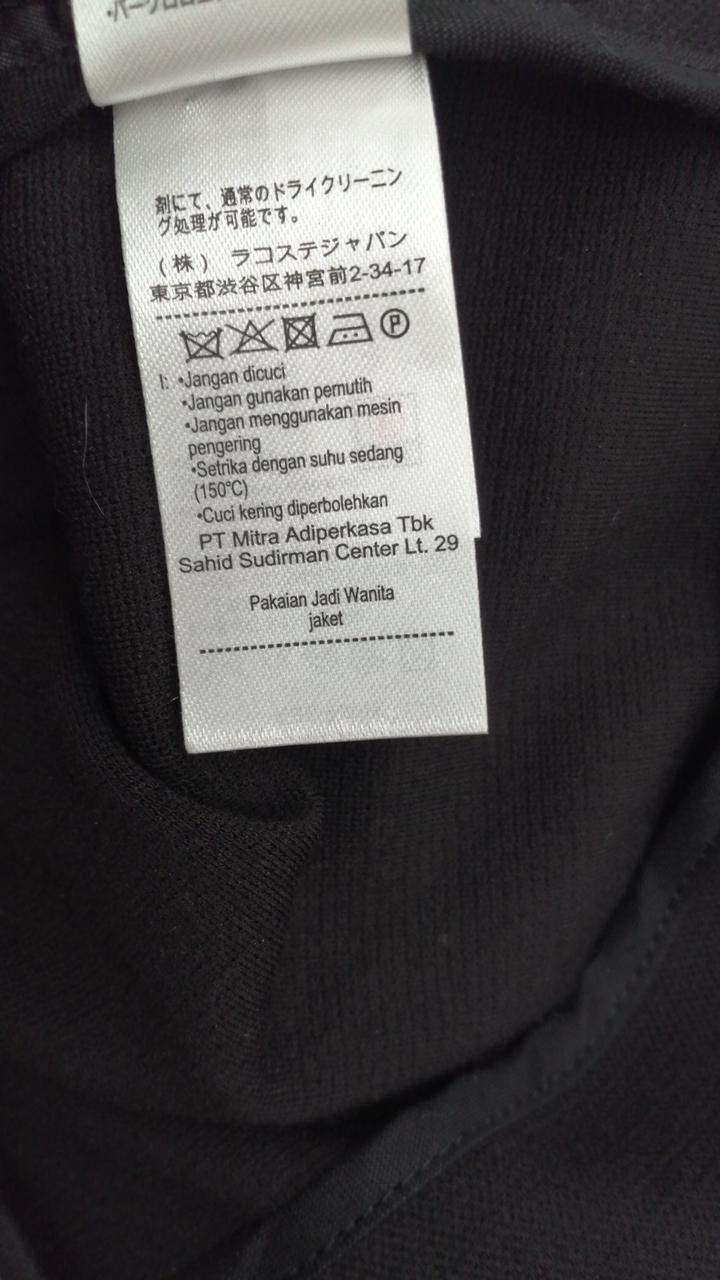 剤にて、通常のドライクリーニン
グ処理が可能です。
(株) ラコステジャパン
東京都渋谷区神宮前2-34-17
P
I: •Jangan dicuci
•Jangan gunakan pemutih
•Jangan menggunakan mesin
pengering
•Setrika dengan suhu sedang
(150°C)
•Cuci kering diperbolehkan
PT Mitra Adiperkasa Tbk
Sahid Sudirman Center Lt. 29
Pakaian Jadi Wanita
jaket